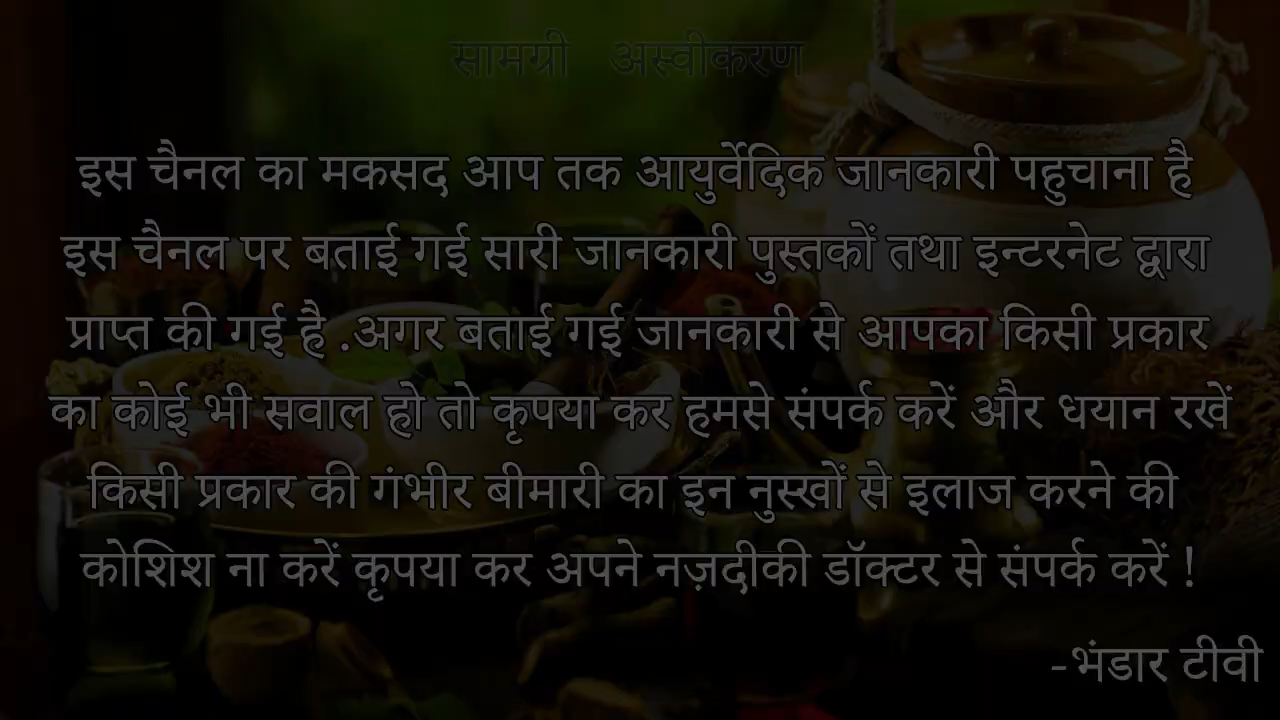 सामग्री अस्वीकरण
इस चैनल का मकसद आप तक आयुर्वेदिक जानकारी पहुचाना है
इस चैनल पर बताई गई सारी जानकारी पुस्तकों तथा इन्टरनेट द्वारा
प्राप्त की गई है .अगर बताई गई जानकारी से आपका किसी प्रकार
का कोई भी सवाल हो तो कृपया कर हमसे संपर्क करें और धयान रखें
किसी प्रकार की गंभीर बीमारी का इन नुस्खों से इलाज करने की
कोशिश ना करें कृपया कर अपने नज़दीकी डॉक्टर से संपर्क करें !
-भंडार टीवी